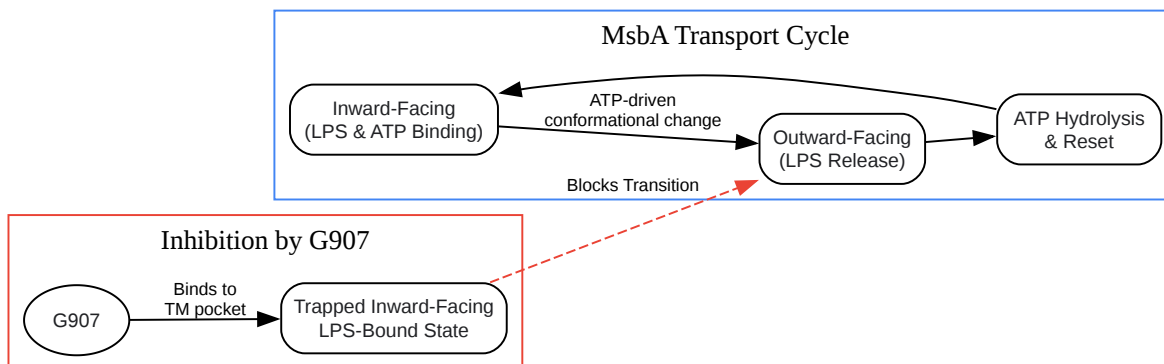 MsbA Transport Cycle
Inward-Facing
(LPS & ATP Binding)
ATP-driven
conformational change
Outward-Facing
(LPS Release)
ATP Hydrolysis
& Reset
Blocks Transition
Inhibition by G907
G907
Binds to
TM pocket
Trapped Inward-Facing
LPS-Bound State